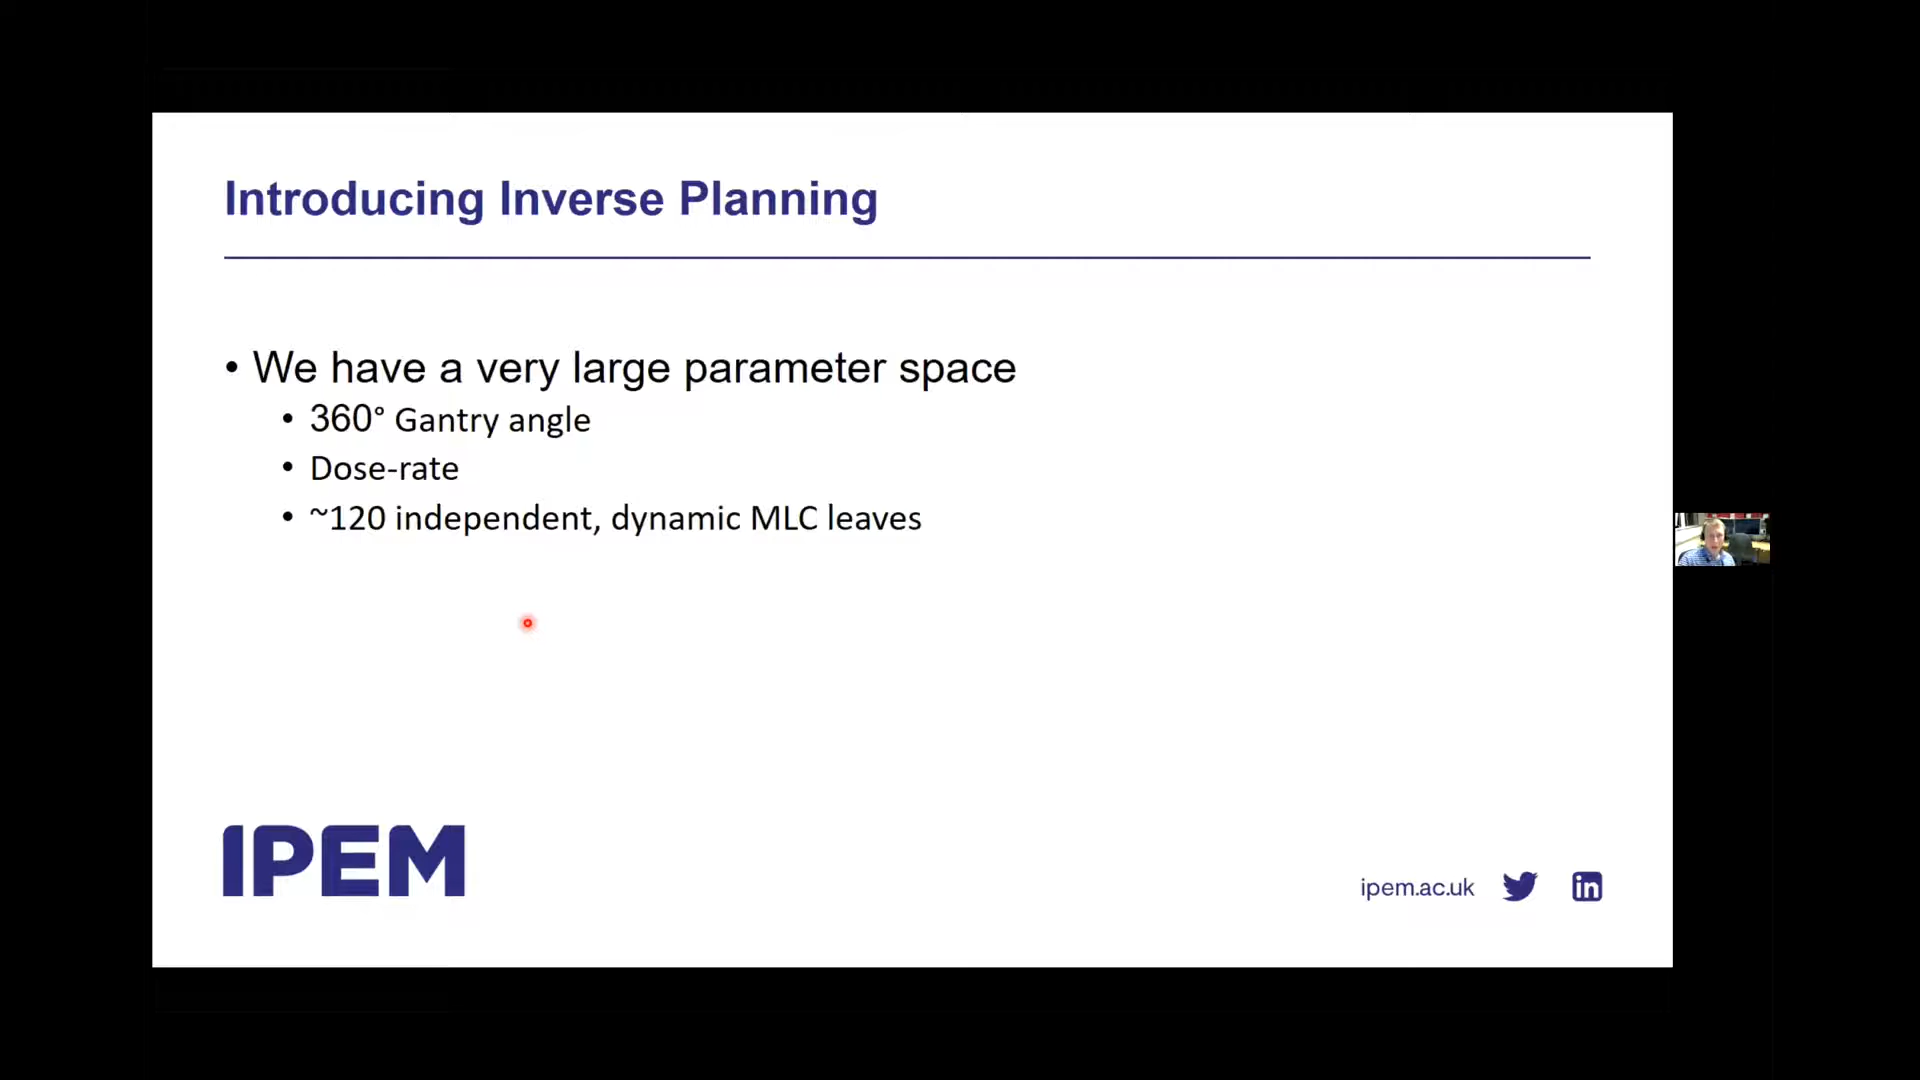 Introducing Inverse Planning
• We have a very large parameter space
• 360° Gantry angle
• Dose-rate
• ~120 independent, dynamic MLC leaves
IPEM
ipem.ac.uk
in